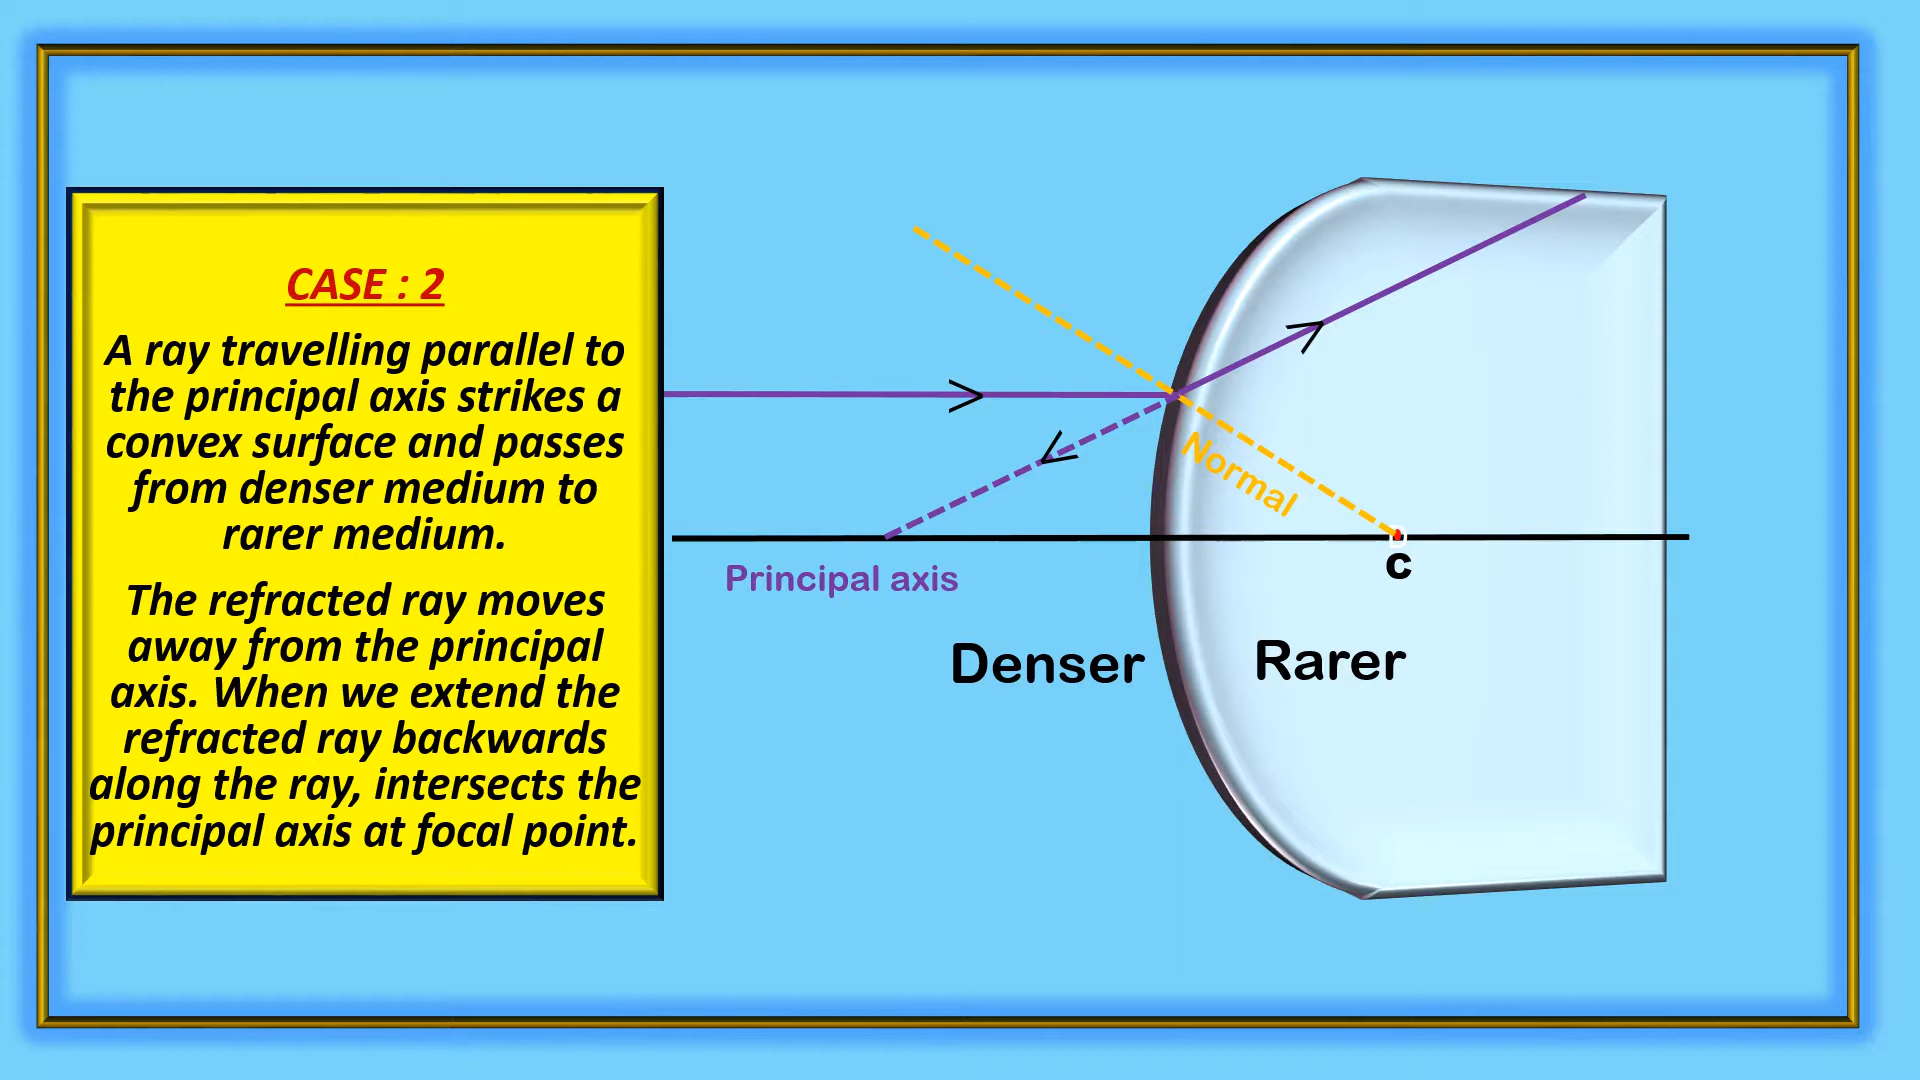 CASE : 2
A ray travelling parallel to
the principal axis strikes a
convex surface and passes
from denser medium to
rarer medium.
The refracted ray moves
away from the principal
axis. When we extend the
refracted ray backwards
along the ray, intersects the
principal axis at focal point.
Normal
C
Principal axis
Denser
Rarer